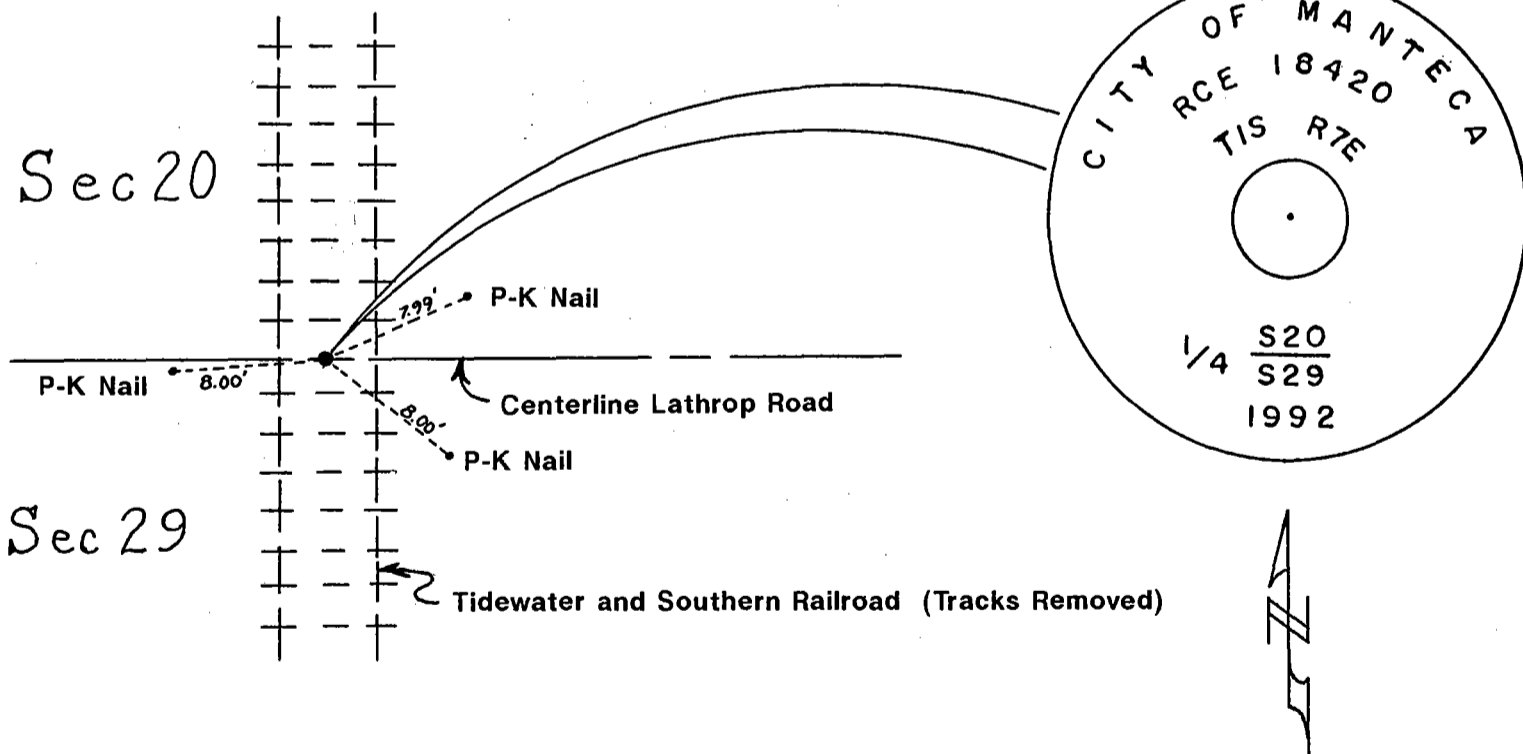 CITY OF MANTECA
RCE 18420
T1S R7E
1/4 S20
S29
1992
Sec 20
7.99'
P-K Nail
P-K Nail
8.00'
Centerline Lathrop Road
8.00'
P-K Nail
Sec 29
Tidewater and Southern Railroad (Tracks Removed)
N